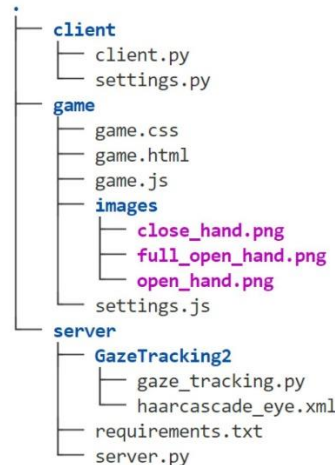 .
client
client.py
settings.py
game
game.css
game.html
game.js
images
close_hand.png
full_open_hand.png
open_hand.png
settings.js
server
GazeTracking2
gaze_tracking.py
haarcascade_eye.xml
requirements.txt
server.py